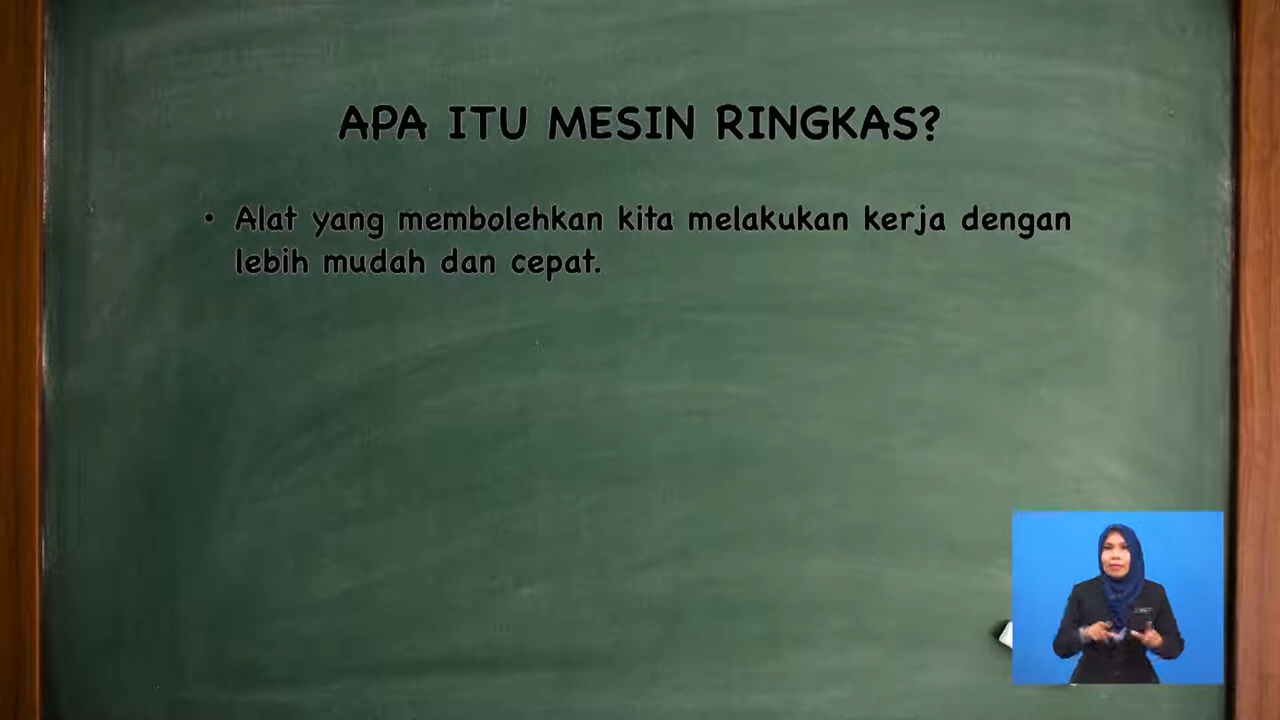 APA ITU MESIN RINGKAS?
• Alat yang membolehkan kita melakukan kerja dengan
lebih mudah dan cepat.